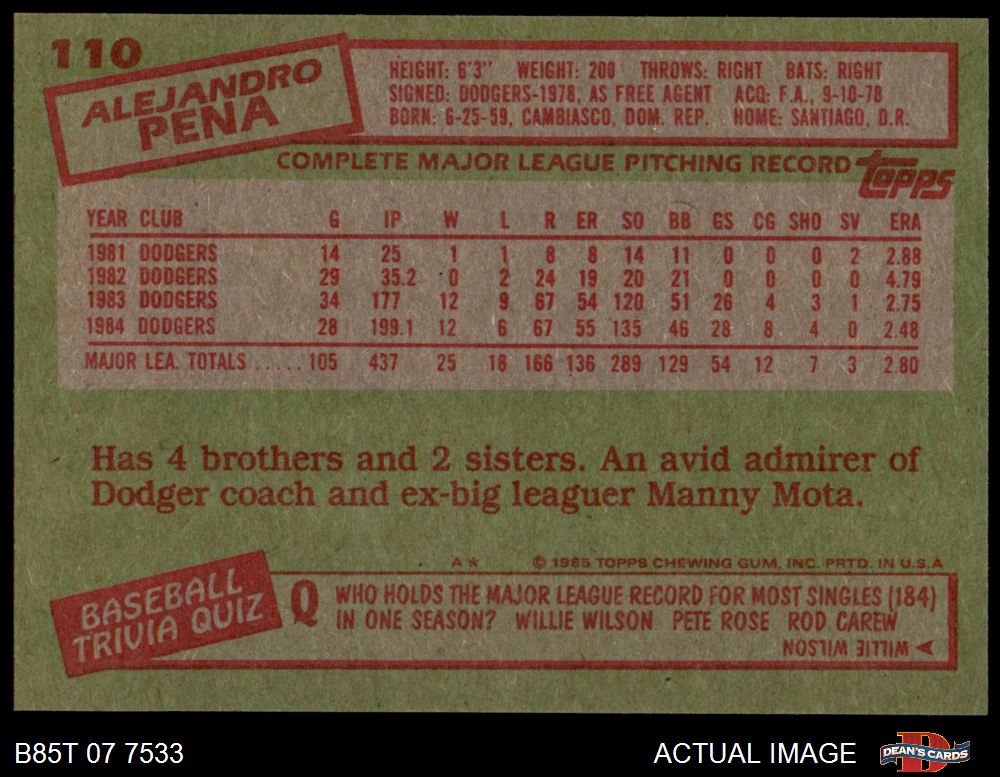 110
ALEJANDRO
PENA
HEIGHT: 6'3" WEIGHT: 200 THROWS: RIGHT BATS: RIGHT
SIGNED: DODGERS-1978, AS FREE AGENT ACQ: F.A., 9-10-78
BORN: 6-25-59, CAMBIASCO, DOM. REP. HOME: SANTIAGO, D.R.
COMPLETE MAJOR LEAGUE PITCHING RECORD topps
YEAR CLUB G IP W L R ER SO BB GS CG SHO SV ERA
1981 DODGERS 14 25 1 1 8 8 14 11 0 0 0 2 2.88
1982 DODGERS 29 35.2 0 2 24 19 20 21 0 0 0 0 4.79
1983 DODGERS 34 177 12 9 67 54 120 51 26 4 3 1 2.75
1984 DODGERS 28 199.1 12 6 67 55 135 46 28 8 4 0 2.48
MAJOR LEA. TOTALS ..... 105 437 25 18 166 136 289 129 54 12 7 3 2.80
Has 4 brothers and 2 sisters. An avid admirer of
Dodger coach and ex-big leaguer Manny Mota.
A* © 1985 TOPPS CHEWING GUM, INC. PRTD. IN U.S.A
BASEBALL
TRIVIA QUIZ
Q WHO HOLDS THE MAJOR LEAGUE RECORD FOR MOST SINGLES (184)
IN ONE SEASON? WILLIE WILSON PETE ROSE ROD CAREW
A WILLIE WILSON
B85T 07 7533
ACTUAL IMAGE
D
DEAN'S CARDS